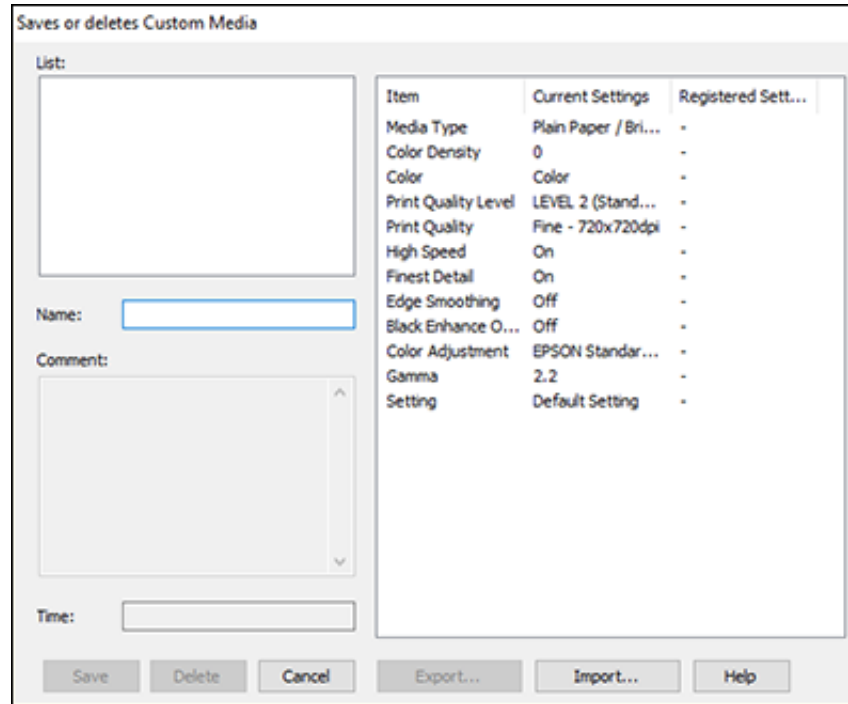 Saves or deletes Custom Media
List:
Item Current Settings Registered Sett...
Media Type Plain Paper / Bri... -
Color Density 0 -
Color Color -
Print Quality Level LEVEL 2 (Stand... -
Print Quality Fine - 720x720dpi -
High Speed On -
Finest Detail On -
Edge Smoothing Off -
Black Enhance O... Off -
Color Adjustment EPSON Standar... -
Gamma 2.2 -
Setting Default Setting -
Name:
Comment:
Time:
Save Delete Cancel Export... Import... Help